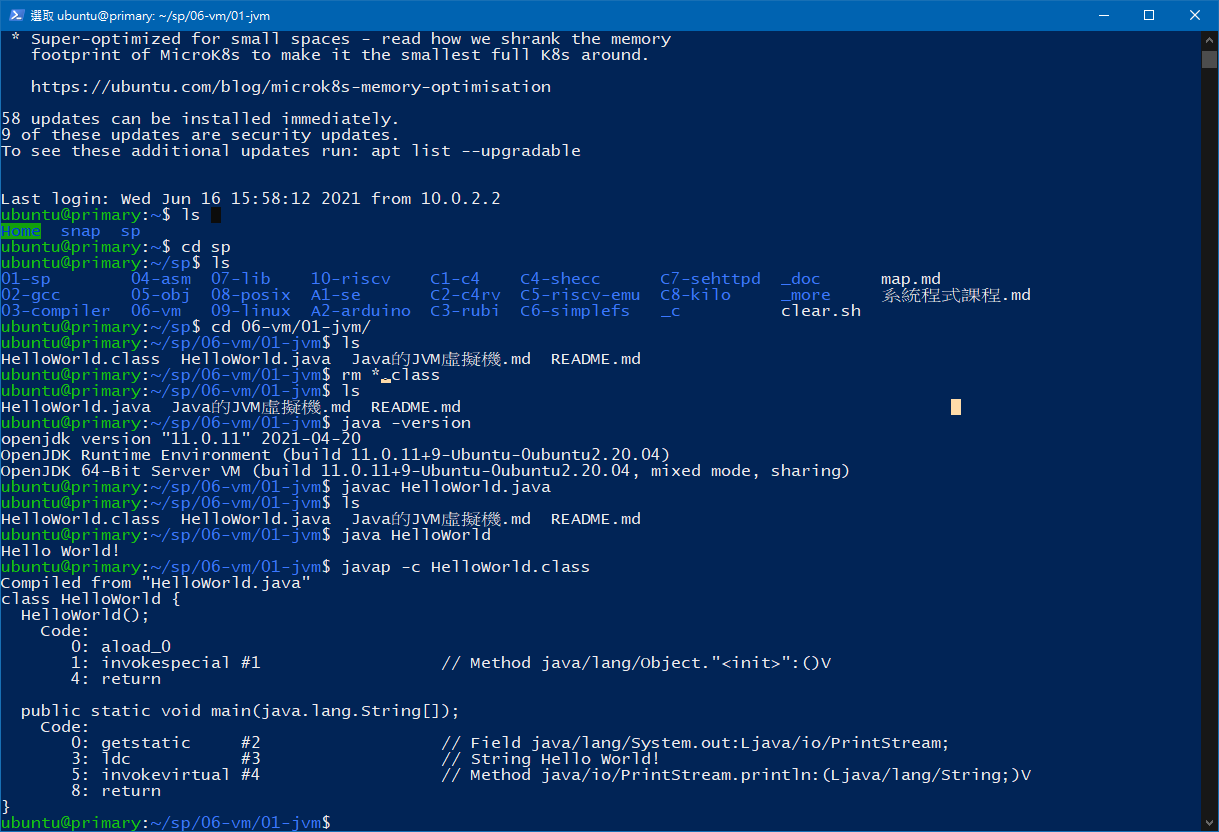 選取 ubuntu@primary: ~/sp/06-vm/01-jvm
* Super-optimized for small spaces - read how we shrank the memory
footprint of MicroK8s to make it the smallest full K8s around.
https://ubuntu.com/blog/microk8s-memory-optimisation
58 updates can be installed immediately.
9 of these updates are security updates.
To see these additional updates run: apt list --upgradable
Last login: Wed Jun 16 15:58:12 2021 from 10.0.2.2
ubuntu@primary:~$ ls
Home  snap  sp
ubuntu@primary:~$ cd sp
ubuntu@primary:~/sp$ ls
01-sp        04-asm  07-lib    10-riscv    C1-c4    C4-shecc      C7-sehttpd  _doc      map.md
02-gcc       05-obj  08-posix  A1-se       C2-c4rv  C5-riscv-emu  C8-kilo     _more     系統程式課程.md
03-compiler  06-vm   09-linux  A2-arduino  C3-rubi  C6-simplefs   _c          clear.sh
ubuntu@primary:~/sp$ cd 06-vm/01-jvm/
ubuntu@primary:~/sp/06-vm/01-jvm$ ls
HelloWorld.class  HelloWorld.java  Java的JVM虛擬機.md  README.md
ubuntu@primary:~/sp/06-vm/01-jvm$ rm *.class
ubuntu@primary:~/sp/06-vm/01-jvm$ ls
HelloWorld.java  Java的JVM虛擬機.md  README.md
ubuntu@primary:~/sp/06-vm/01-jvm$ java -version
openjdk version "11.0.11" 2021-04-20
OpenJDK Runtime Environment (build 11.0.11+9-Ubuntu-0ubuntu2.20.04)
OpenJDK 64-Bit Server VM (build 11.0.11+9-Ubuntu-0ubuntu2.20.04, mixed mode, sharing)
ubuntu@primary:~/sp/06-vm/01-jvm$ javac HelloWorld.java
ubuntu@primary:~/sp/06-vm/01-jvm$ ls
HelloWorld.class  HelloWorld.java  Java的JVM虛擬機.md  README.md
ubuntu@primary:~/sp/06-vm/01-jvm$ java HelloWorld
Hello World!
ubuntu@primary:~/sp/06-vm/01-jvm$ javap -c HelloWorld.class
Compiled from "HelloWorld.java"
class HelloWorld {
HelloWorld();
Code:
0: aload_0
1: invokespecial #1                  // Method java/lang/Object."<init>":()V
4: return
public static void main(java.lang.String[]);
Code:
0: getstatic     #2                  // Field java/lang/System.out:Ljava/io/PrintStream;
3: ldc           #3                  // String Hello World!
5: invokevirtual #4                  // Method java/io/PrintStream.println:(Ljava/lang/String;)V
8: return
}
ubuntu@primary:~/sp/06-vm/01-jvm$